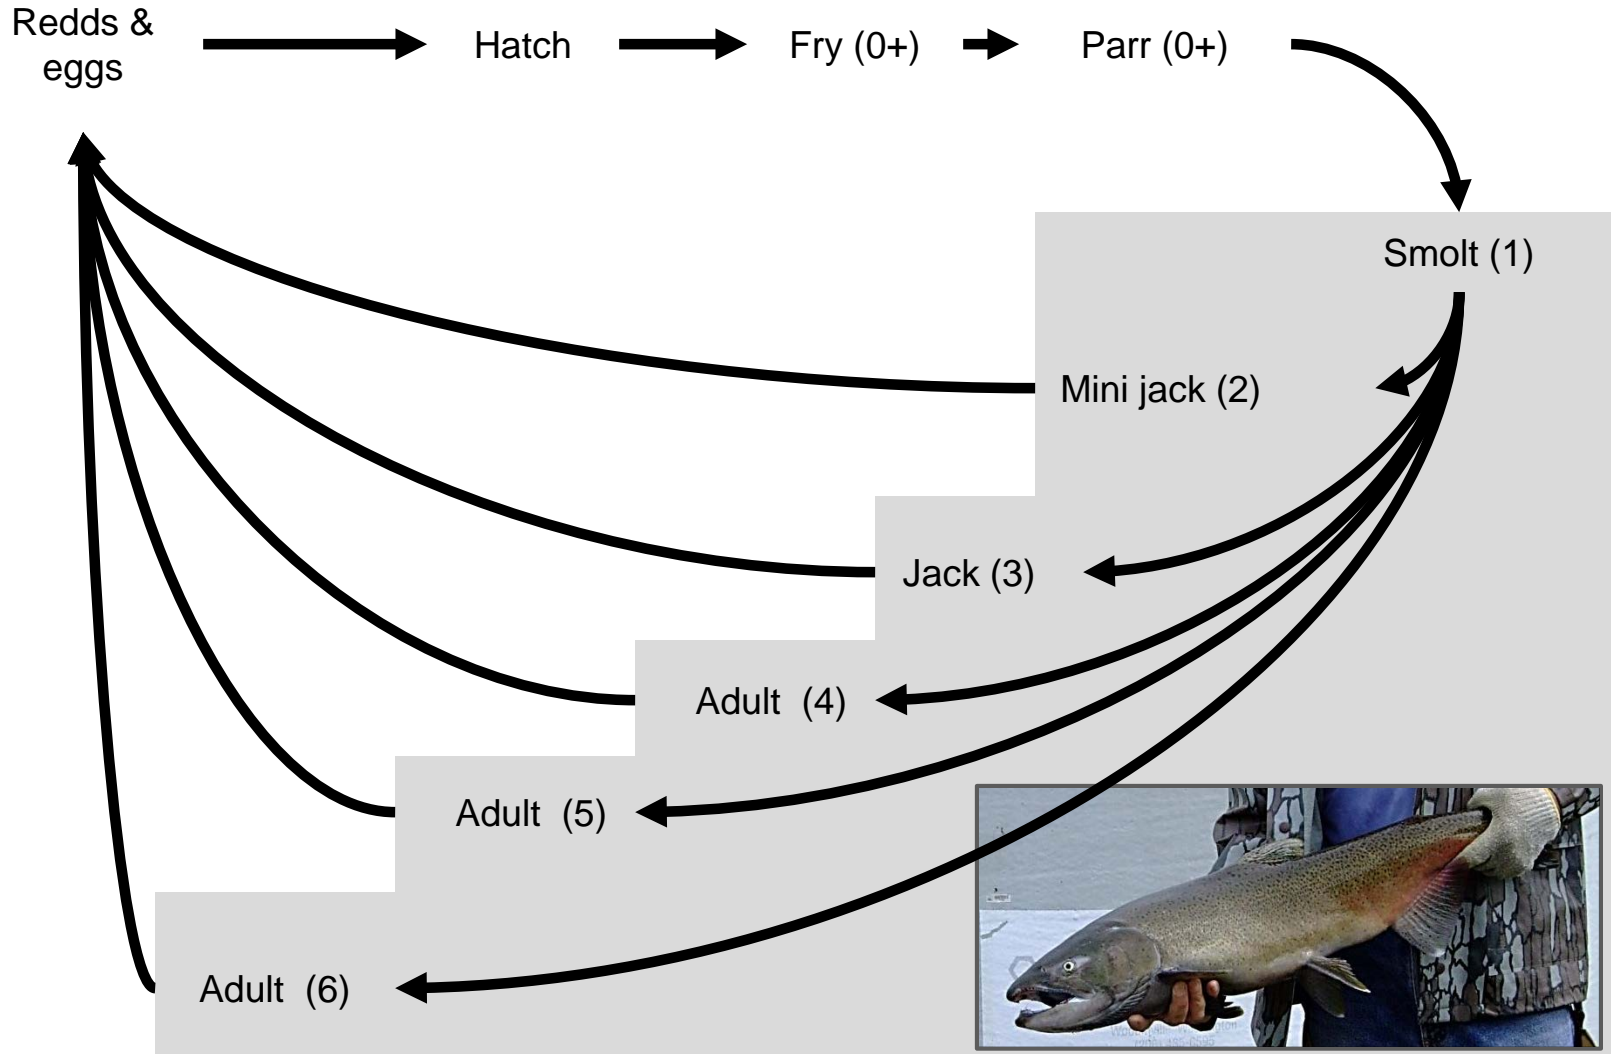 Redds &
eggs
Hatch
Fry (0+)
Parr (0+)
Smolt (1)
Mini jack (2)
Jack (3)
Adult  (4)
Adult  (5)
Adult  (6)